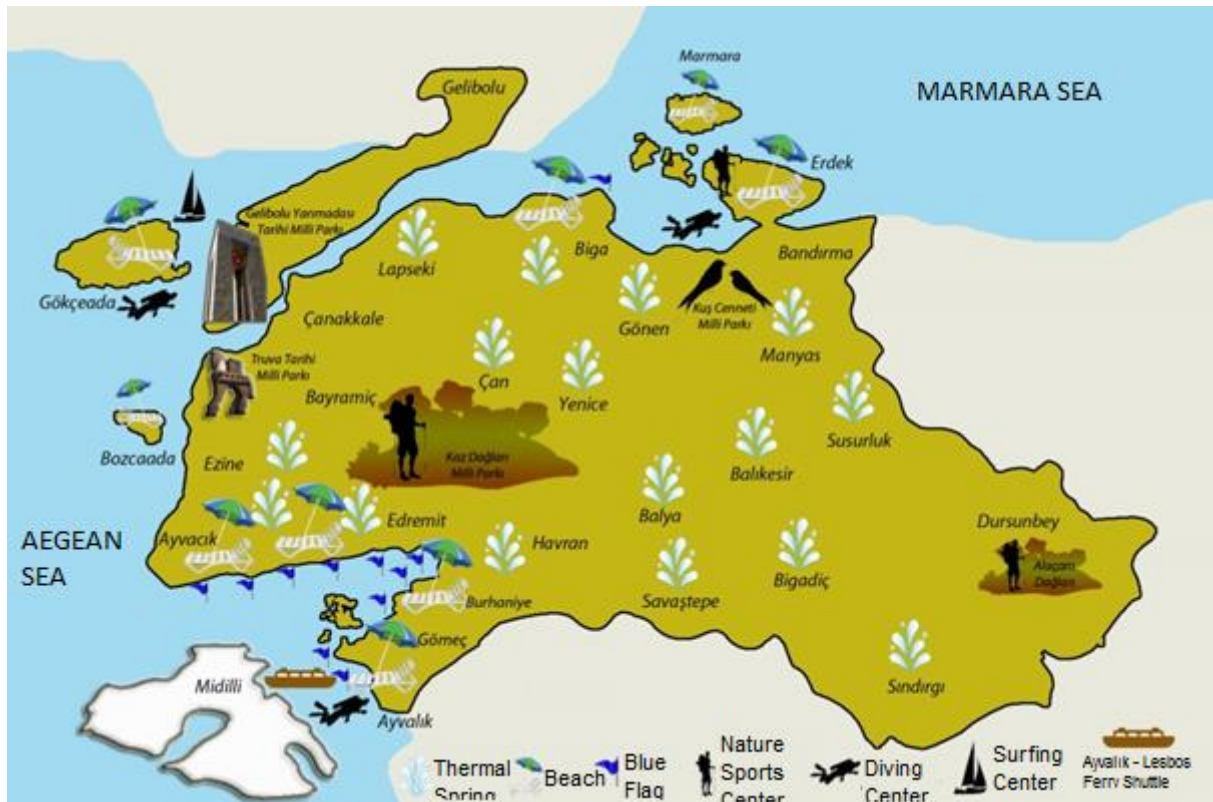 Marmara
MARMARA SEA
Gelibolu
Erdek
Gelibolu Yarımadası
Tarihi Milli Parkı
Lapseki
Biga
Bandırma
Gökçeada
Çanakkale
Gönen
Kuş Cenneti
Milli Parkı
Manyas
Truva Tarihi
Milli Parkı
Çan
Bayramiç
Yenice
Susurluk
Bozcaada
Ezine
Kaz Dağları
Milli Parkı
Balıkesir
Balya
Dursunbey
Edremit
Ayvacık
AEGEAN
SEA
Havran
Alaçam
Dağları
Bigadiç
Burhaniye
Savaştepe
Gömeç
Midilli
Sındırgı
Ayvalık
Thermal
Spring
Beach
Blue
Flag
Nature
Sports
Center
Diving
Center
Surfing
Center
Ayvalık - Lesbos
Ferry Shuttle